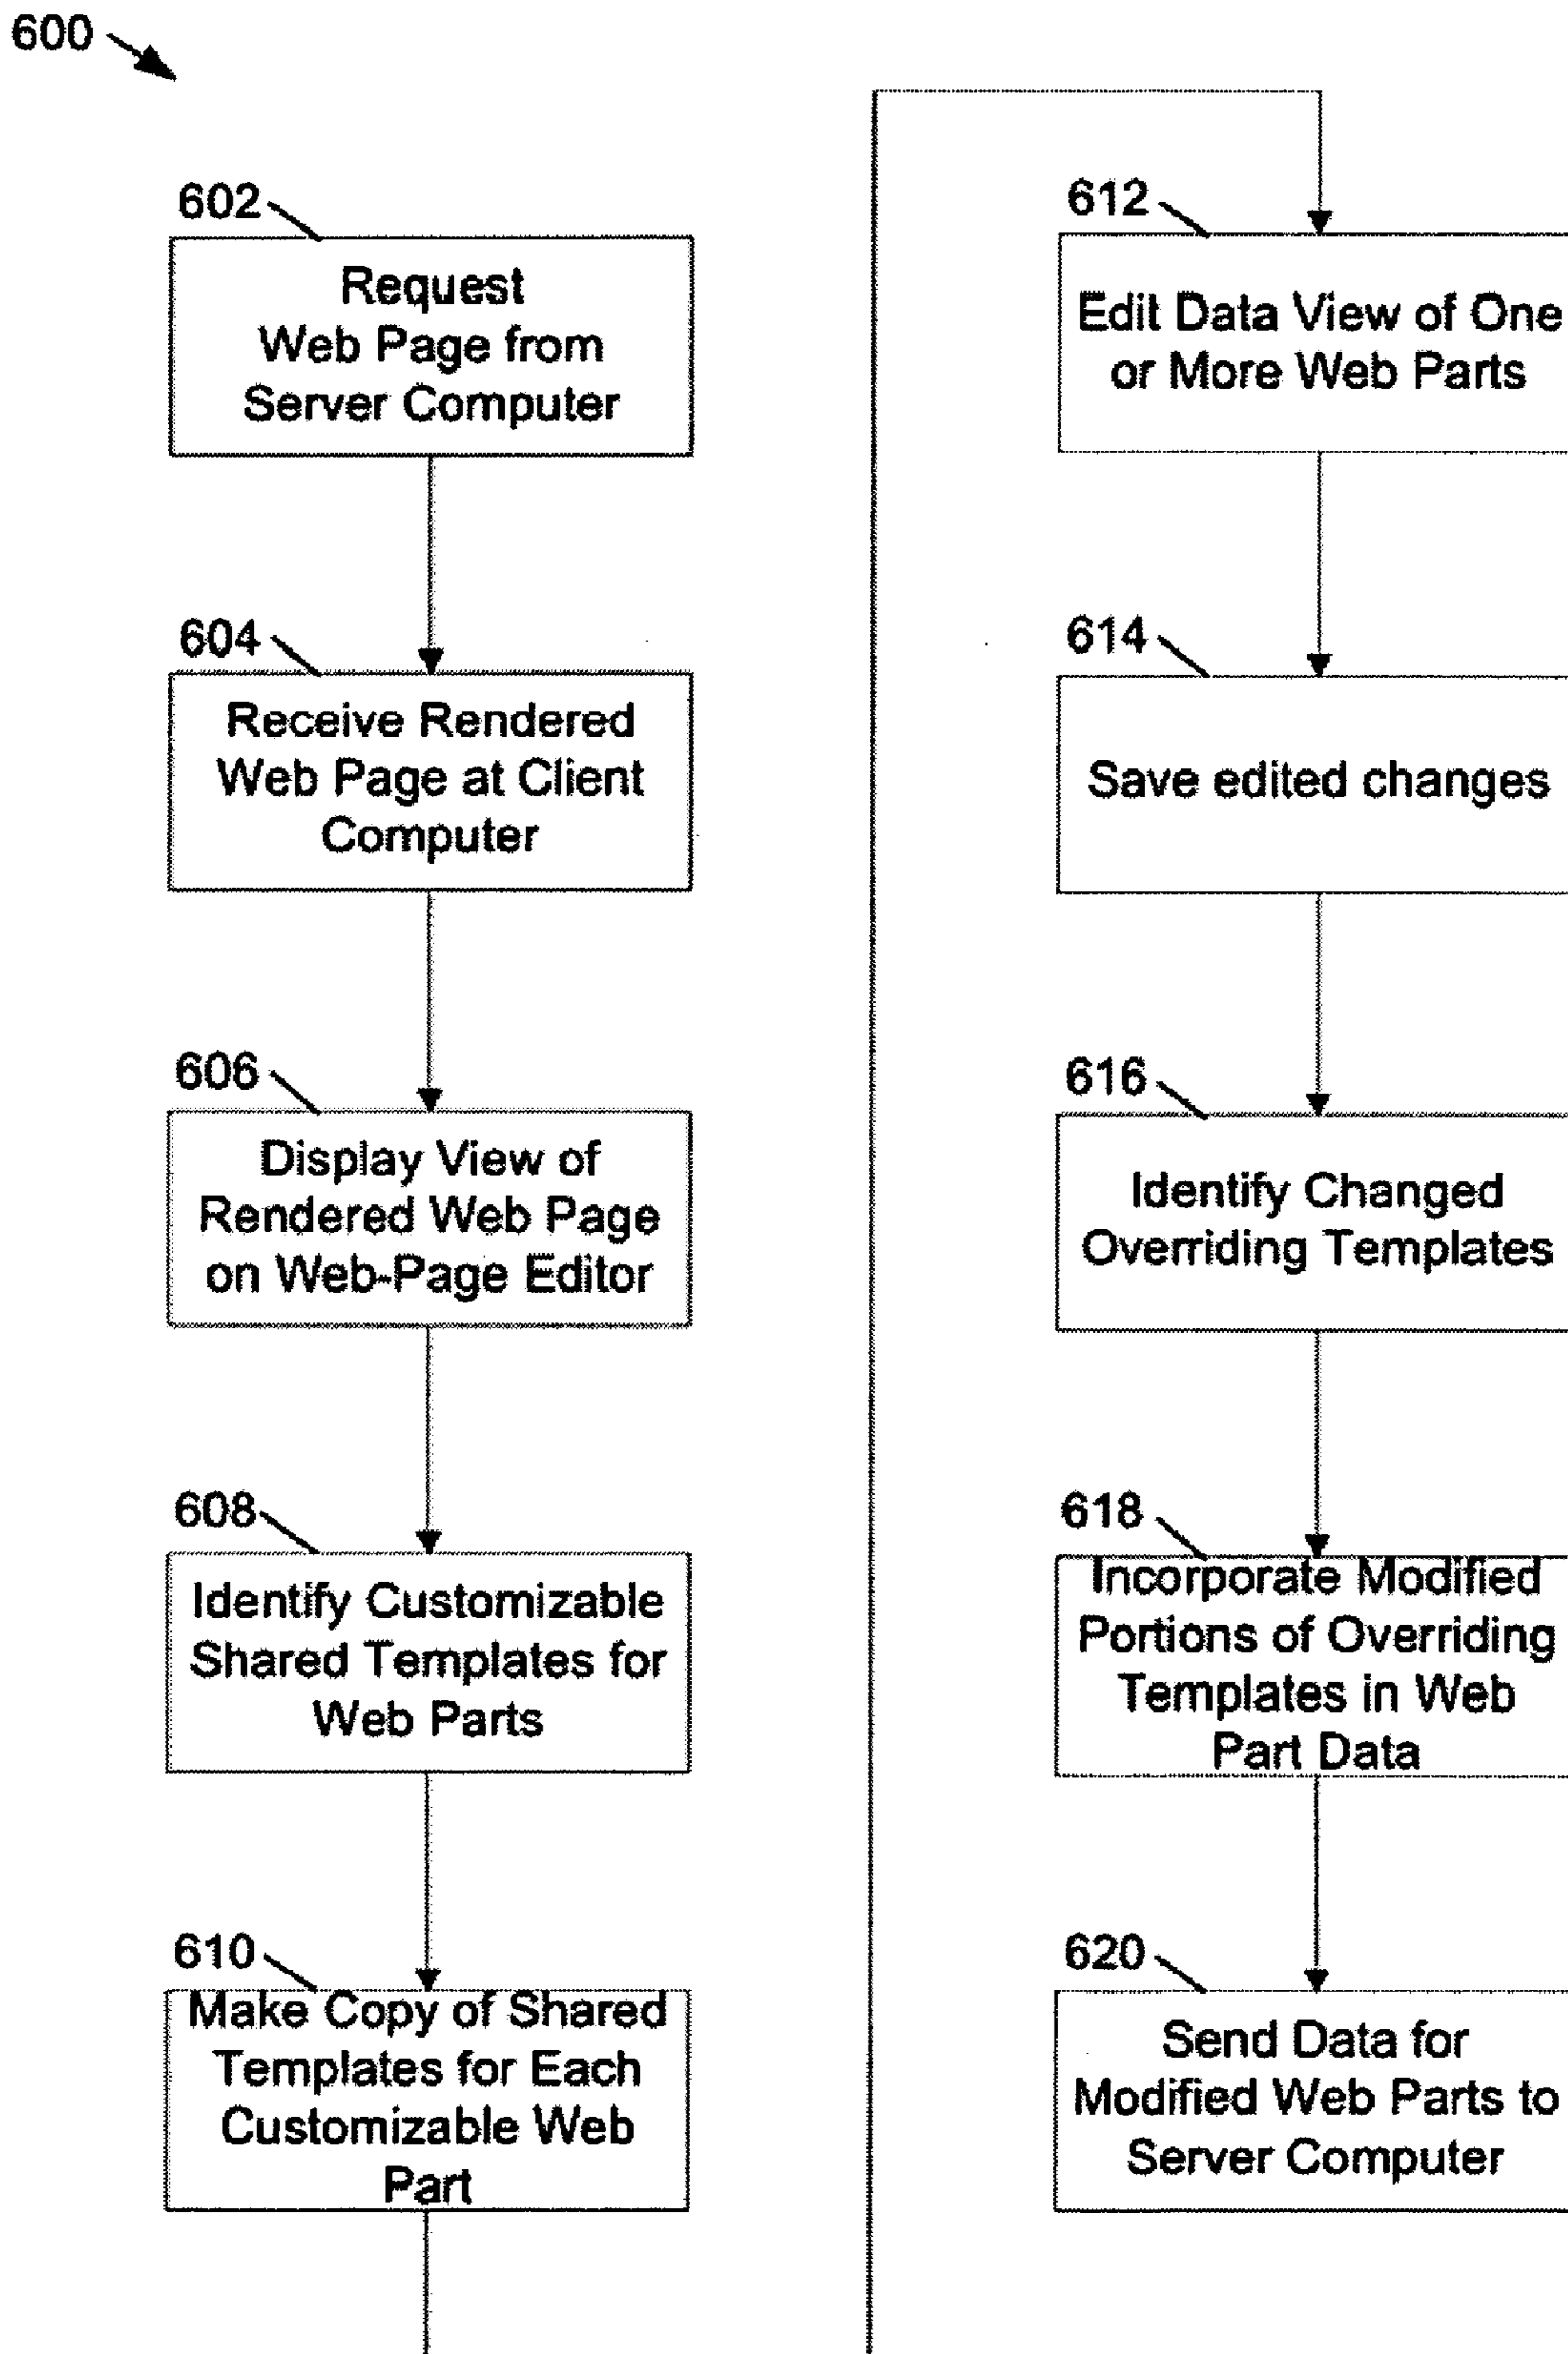 600
602
Request
Web Page from
Server Computer
604
Receive Rendered
Web Page at Client
Computer
606
Display View of
Rendered Web Page
on Web-Page Editor
608
Identify Customizable
Shared Templates for
Web Parts
610
Make Copy of Shared
Templates for Each
Customizable Web
Part
612
Edit Data View of One
or More Web Parts
614
Save edited changes
616
Identify Changed
Overriding Templates
618
Incorporate Modified
Portions of Overriding
Templates in Web
Part Data
620
Send Data for
Modified Web Parts to
Server Computer